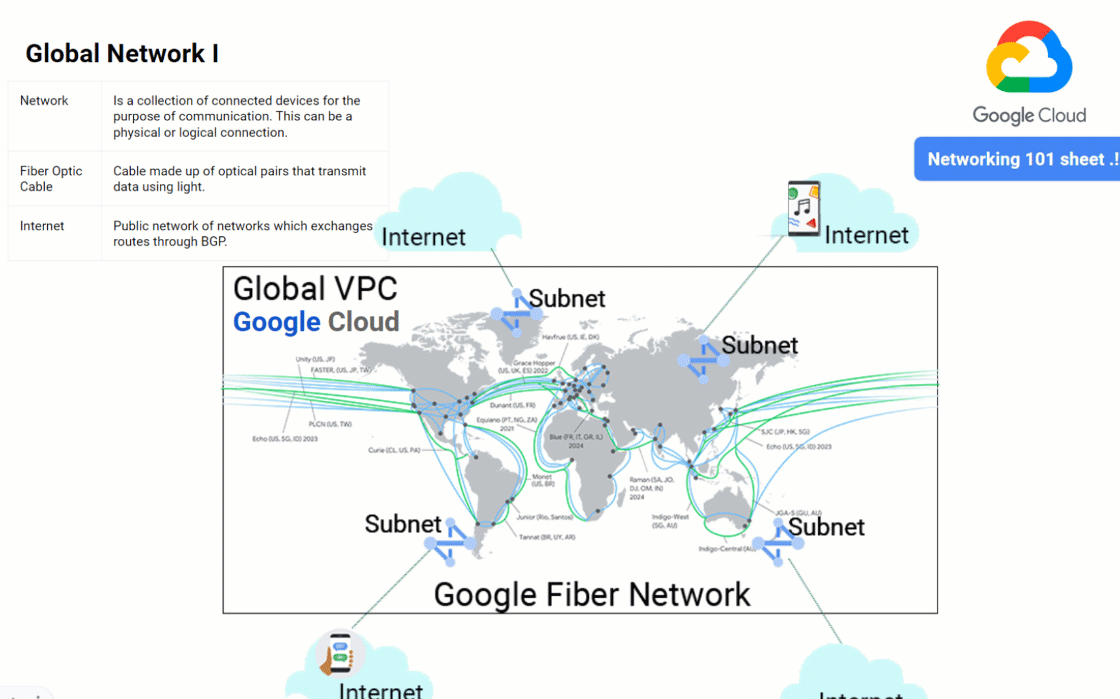 Global Network I
Google Cloud
Networking 101 sheet .!
Network
Is a collection of connected devices for the
purpose of communication. This can be a
physical or logical connection.
Fiber Optic
Cable
Cable made up of optical pairs that transmit
data using light.
Internet
Public network of networks which exchanges
routes through BGP.
Internet
Internet
Global VPC
Google Cloud
Subnet
Subnet
Havfrue (US, IE, DK)
Unity (US, JP)
FASTER, (US, JP, TW)
Grace Hopper
(US, UK, ES) 2022
Dunant (US, FR)
Equiano (PT, NG, ZA)
2021
PLCN (US, TW)
Echo (US, SG, ID) 2023
Curie (CL, US, PA)
Blue (FR, IT, GR, IL)
2024
SJC (JP, HK, SG)
Echo (US, SG, ID) 2023
Monet
(US, BR)
Raman (SA, JO,
DJ, OM, IN)
2024
Junior (Rio, Santos)
Tannat (BR, UY, AR)
Indigo-West
(SG, AU)
JGA-S (GU, AU)
Indigo-Central (AU)
Subnet
Subnet
Google Fiber Network
Internet
Internet